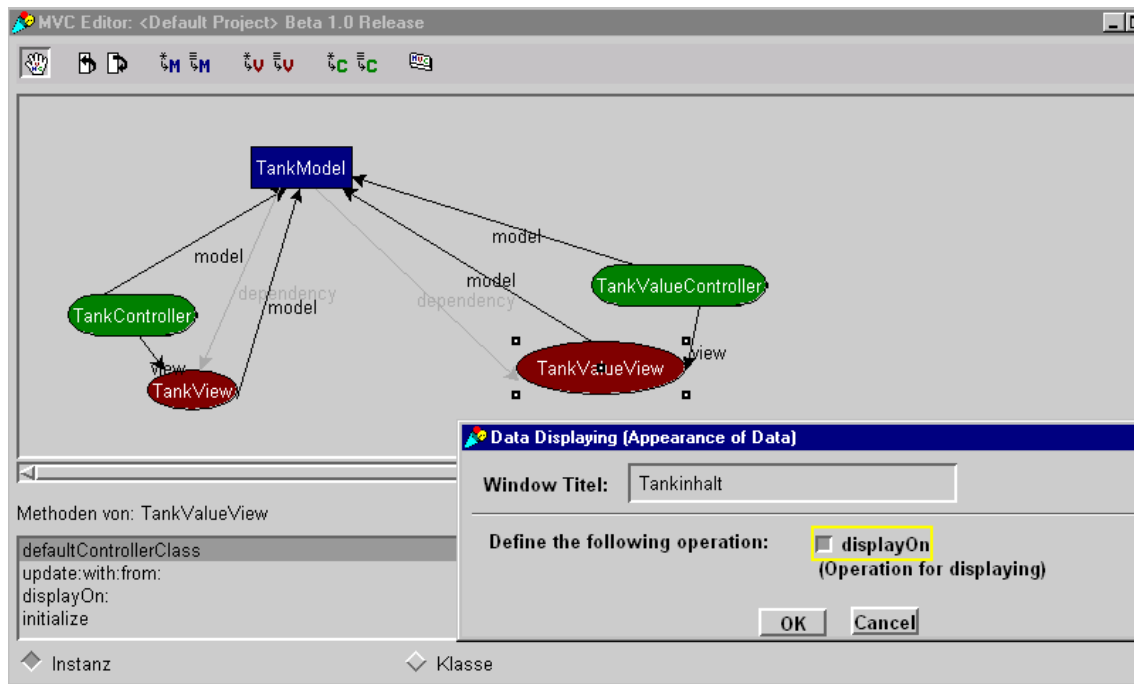 MVC Editor: <Default Project> Beta 1.0 Release
M M V V C C MVC
TankModel
model
model
TankValueController
dependency
model
dependency
model
TankController
view
view
TankValueView
TankView
Data Displaying (Appearance of Data)
Window Titel: Tankinhalt
Methoden von: TankValueView
Define the following operation: displayOn
(Operation for displaying)
defaultControllerClass
update:with:from:
displayOn:
initialize
OK Cancel
Instanz Klasse